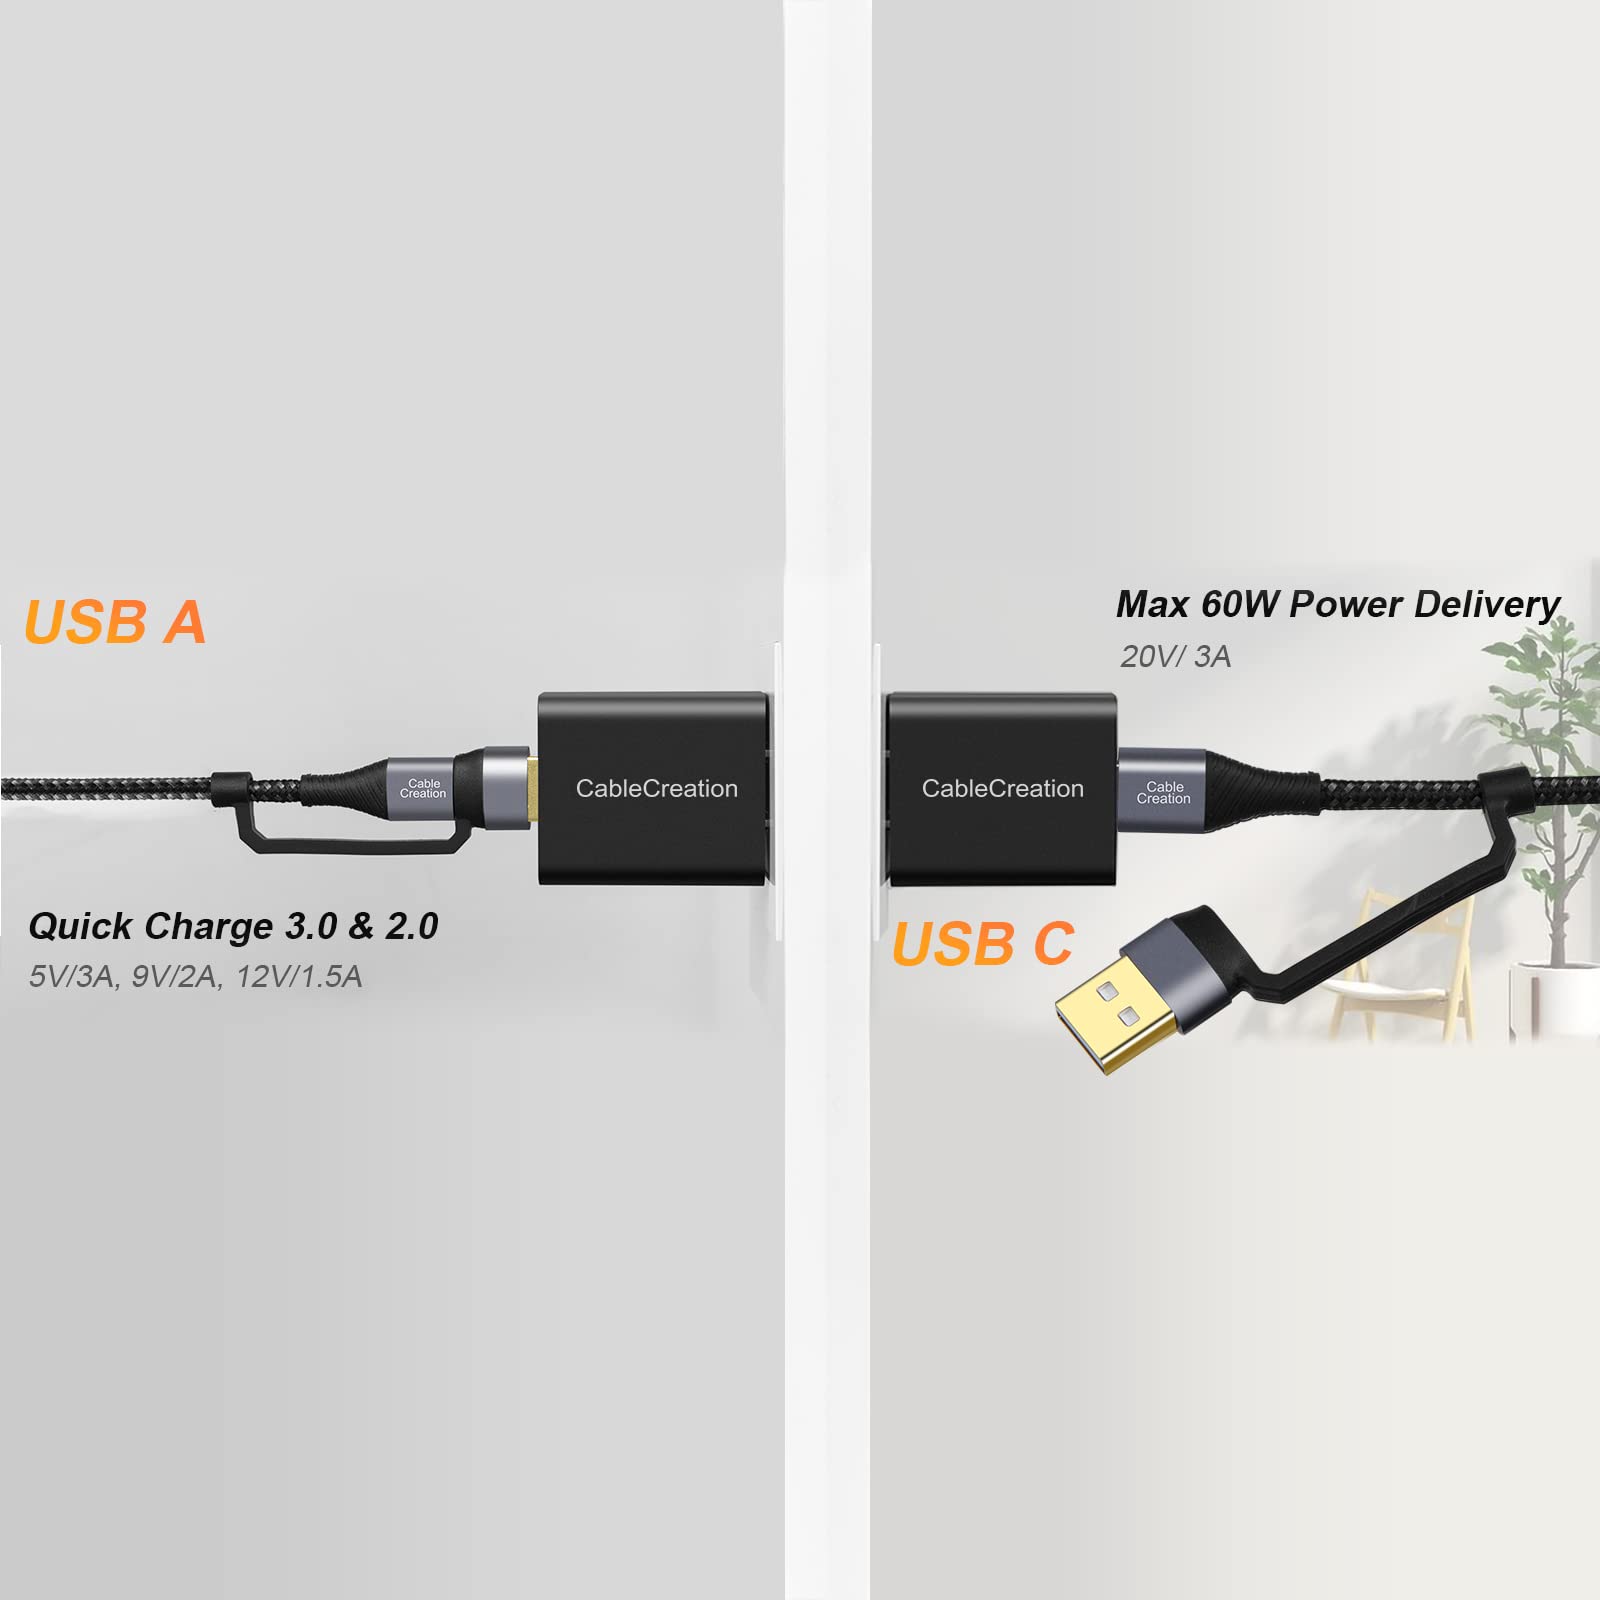 USB A
Cable
Creation
CableCreation
Quick Charge 3.0 & 2.0
5V/3A, 9V/2A, 12V/1.5A
Max 60W Power Delivery
20V/ 3A
CableCreation
Cable
Creation
USB C